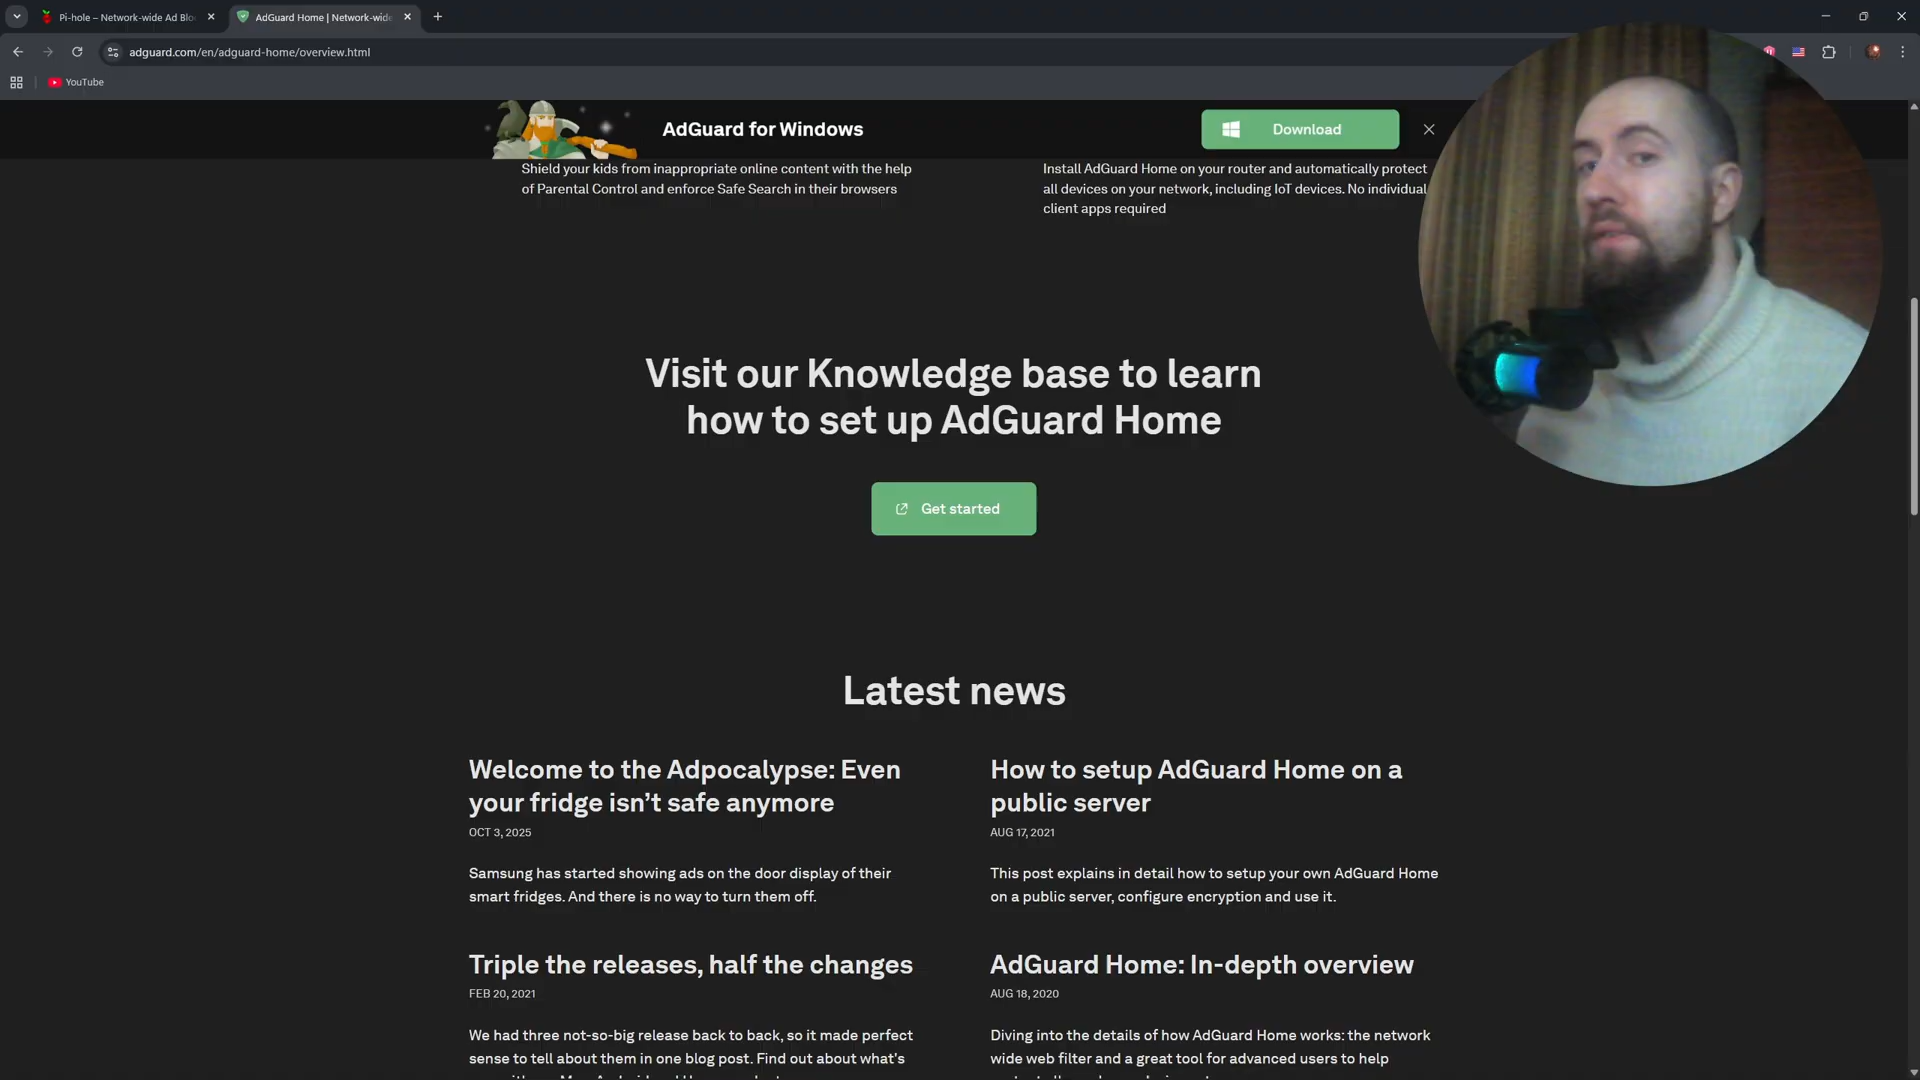 Pi-hole – Network-wide Ad Blo
AdGuard Home | Network-wide
adguard.com/en/adguard-home/overview.html
YouTube
AdGuard for Windows
Download
Shield your kids from inappropriate online content with the help
of Parental Control and enforce Safe Search in their browsers
Install AdGuard Home on your router and automatically protect
all devices on your network, including IoT devices. No individual
client apps required
Visit our Knowledge base to learn
how to set up AdGuard Home
Get started
Latest news
Welcome to the Adpocalypse: Even
your fridge isn’t safe anymore
OCT 3, 2025
Samsung has started showing ads on the door display of their
smart fridges. And there is no way to turn them off.
How to setup AdGuard Home on a
public server
AUG 17, 2021
This post explains in detail how to setup your own AdGuard Home
on a public server, configure encryption and use it.
Triple the releases, half the changes
FEB 20, 2021
We had three not-so-big release back to back, so it made perfect
sense to tell about them in one blog post. Find out about what's
AdGuard Home: In-depth overview
AUG 18, 2020
Diving into the details of how AdGuard Home works: the network
wide web filter and a great tool for advanced users to help